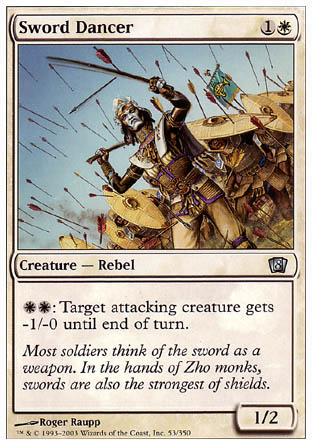 Sword Dancer 1
Creature — Rebel 8
: Target attacking creature gets
-1/-0 until end of turn.
Most soldiers think of the sword as a
weapon. In the hands of Zho monks,
swords are also the strongest of shields.
Roger Raupp
™ & © 1993–2003 Wizards of the Coast, Inc. 53/350
1/2